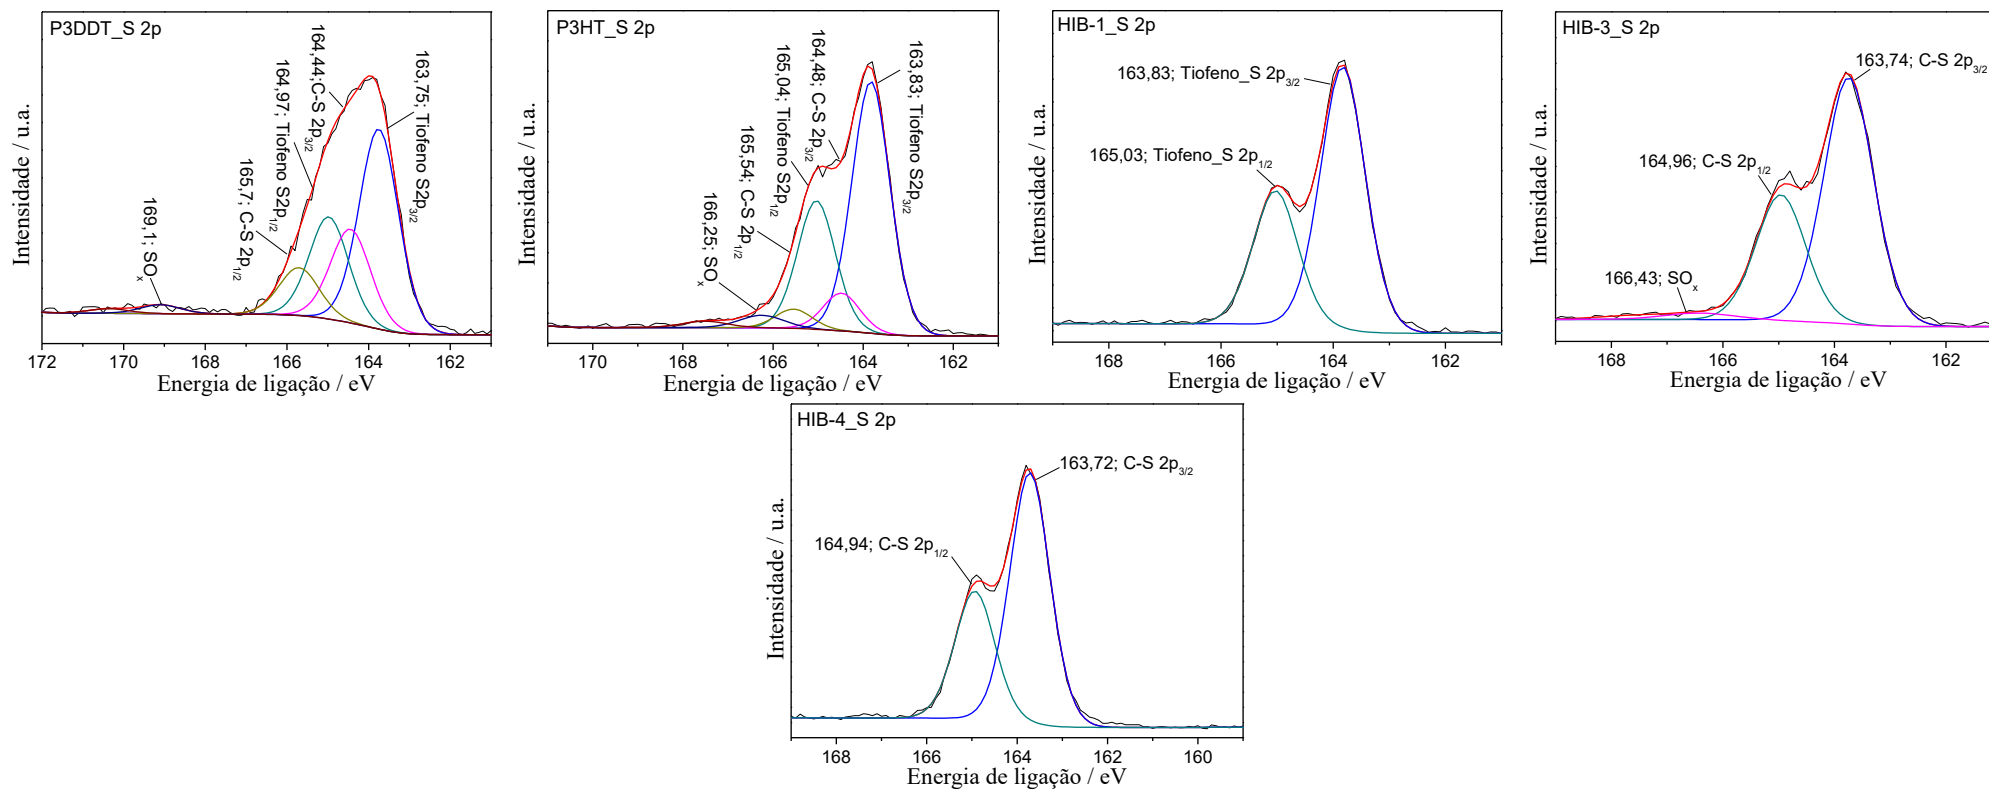 P3DDT_S 2p
163,75; Tiofeno S2p3/2
164,44;C-S 2p3/2
164,97; Tiofeno S2p1/2
165,7; C-S 2p1/2
169,1; SOx
Intensidade / u.a.
172 170 168 166 164 162
Energia de ligação / eV
P3HT_S 2p
163,83; Tiofeno S2p3/2
164,48; C-S 2p3/2
165,04; Tiofeno S2p1/2
165,54; C-S 2p1/2
166,25; SOx
Intensidade / u.a.
170 168 166 164 162
Energia de ligação / eV
HIB-1_S 2p
163,83; Tiofeno_S 2p3/2
165,03; Tiofeno_S 2p1/2
Intensidade / u.a.
168 166 164 162
Energia de ligação / eV
HIB-3_S 2p
163,74; C-S 2p3/2
164,96; C-S 2p1/2
166,43; SOx
Intensidade / u.a.
168 166 164 162
Energia de ligação / eV
HIB-4_S 2p
163,72; C-S 2p3/2
164,94; C-S 2p1/2
Intensidade / u.a.
168 166 164 162 160
Energia de ligação / eV